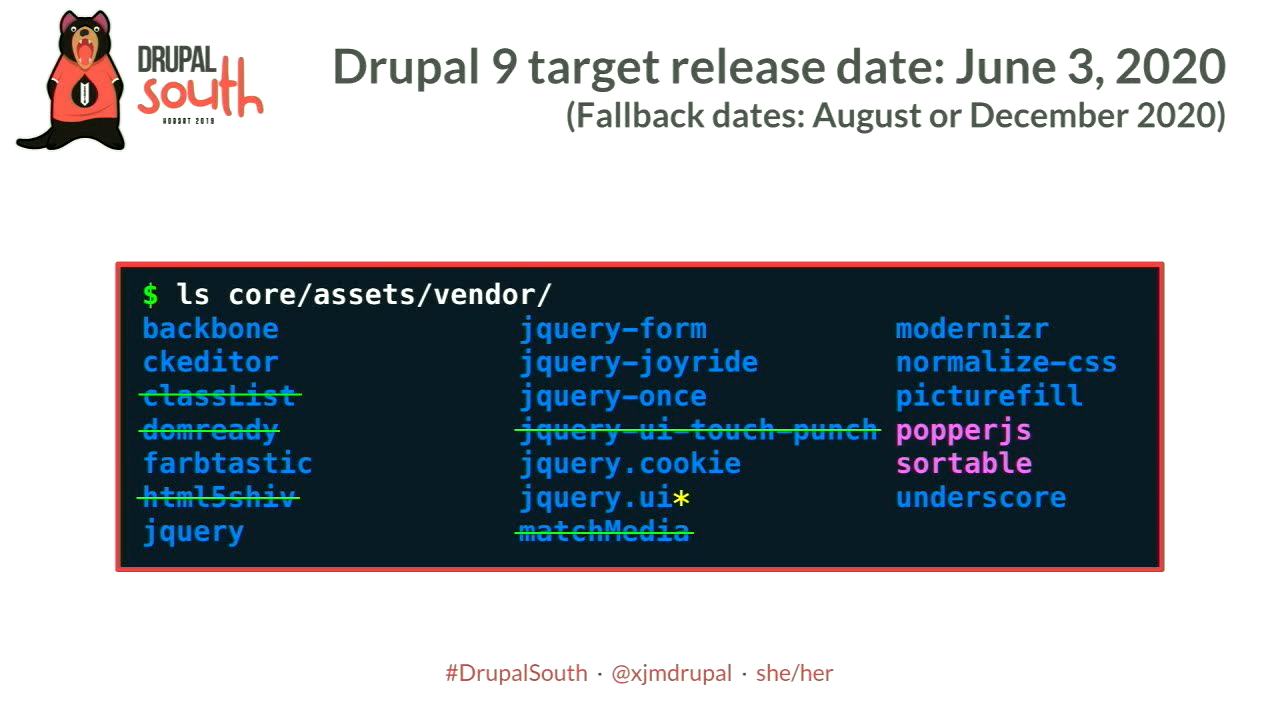 DRUPAL
south
HOBART 2019
Drupal 9 target release date: June 3, 2020
(Fallback dates: August or December 2020)
$ ls core/assets/vendor/
backbone jquery-form modernizr
ckeditor jquery-joyride normalize-css
classList jquery-once picturefill
domready jquery-ui-touch-punch popperjs
farbtastic jquery.cookie sortable
html5shiv jquery.ui* underscore
jquery matchMedia
#DrupalSouth · @xjmdrupal · she/her